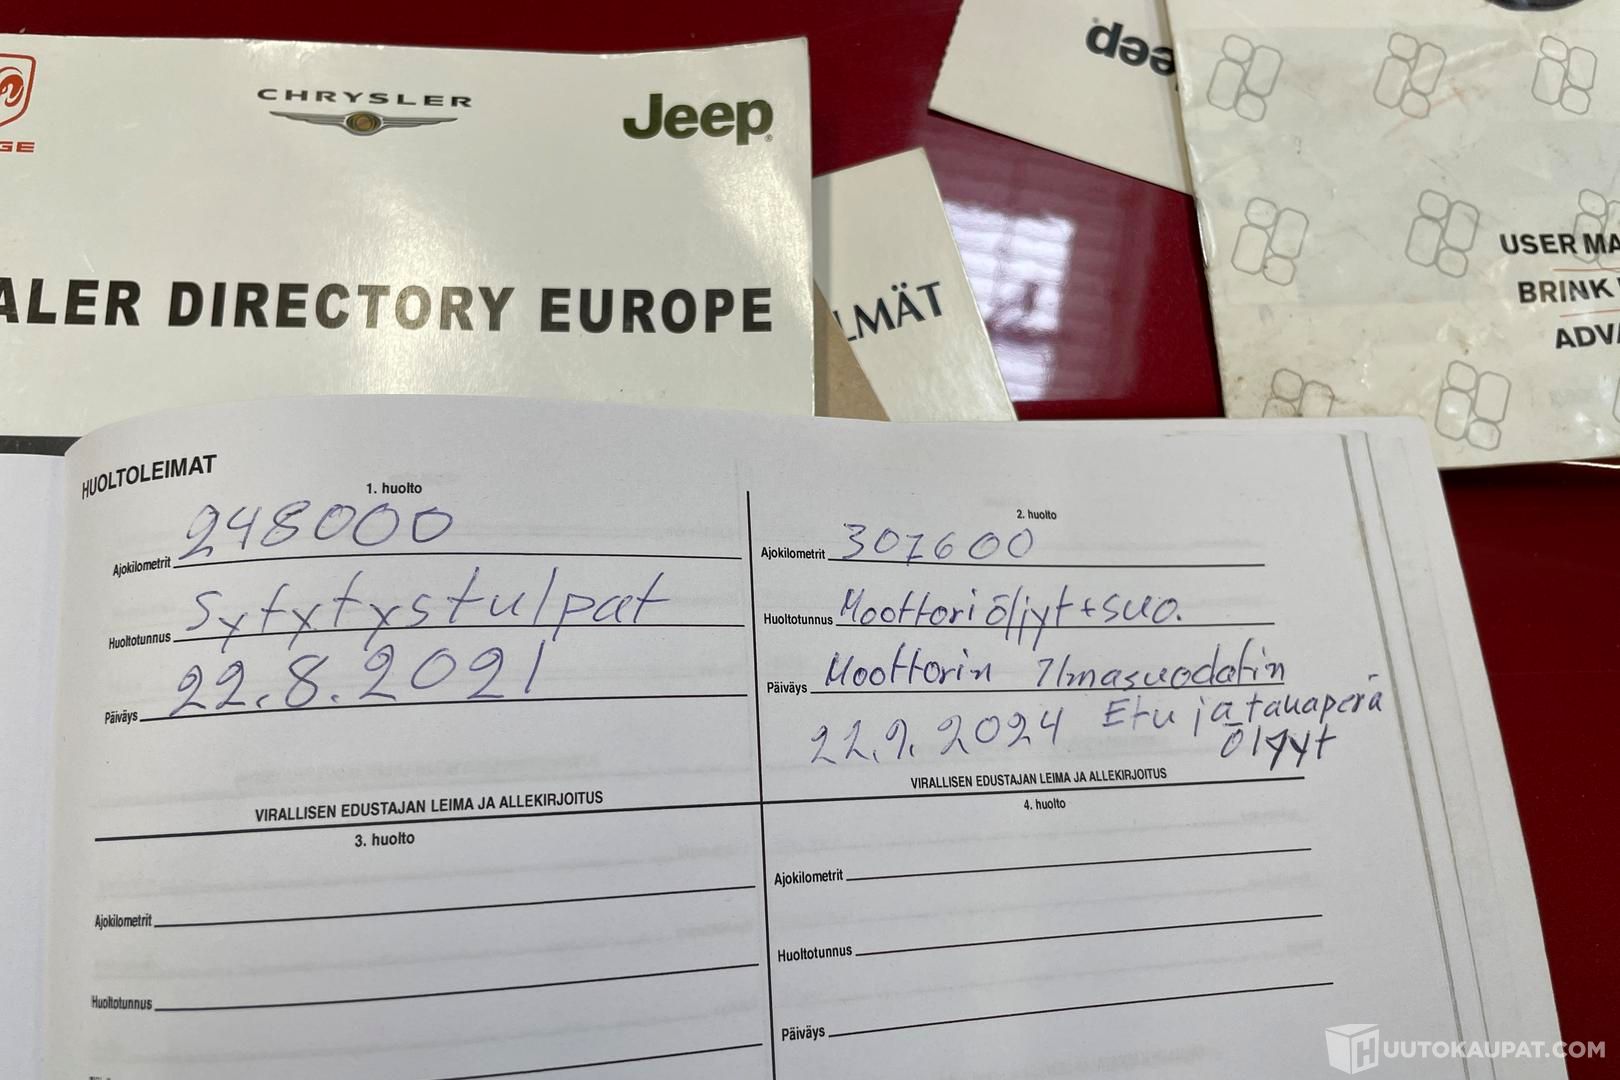 GE
CHRYSLER
Jeep
Jeep
ALER DIRECTORY EUROPE
LMÄT
USER MA
BRINK
ADVA
HUOLTOLEIMAT
1. huolto
Ajokilometrit 248000
Huoltotunnus Sytytystulpat
Päiväys 22.8.2021
VIRALLISEN EDUSTAJAN LEIMA JA ALLEKIRJOITUS
2. huolto
Ajokilometrit 307600
Huoltotunnus Moottoriöljyt+suo.
Päiväys Moottorin Ilmasuodatin
22.9.2024 Etu ja takaperä
Öljyt
VIRALLISEN EDUSTAJAN LEIMA JA ALLEKIRJOITUS
3. huolto
Ajokilometrit
Huoltotunnus
4. huolto
Ajokilometrit
Huoltotunnus
Päiväys
HUUTOKAUPAT.COM